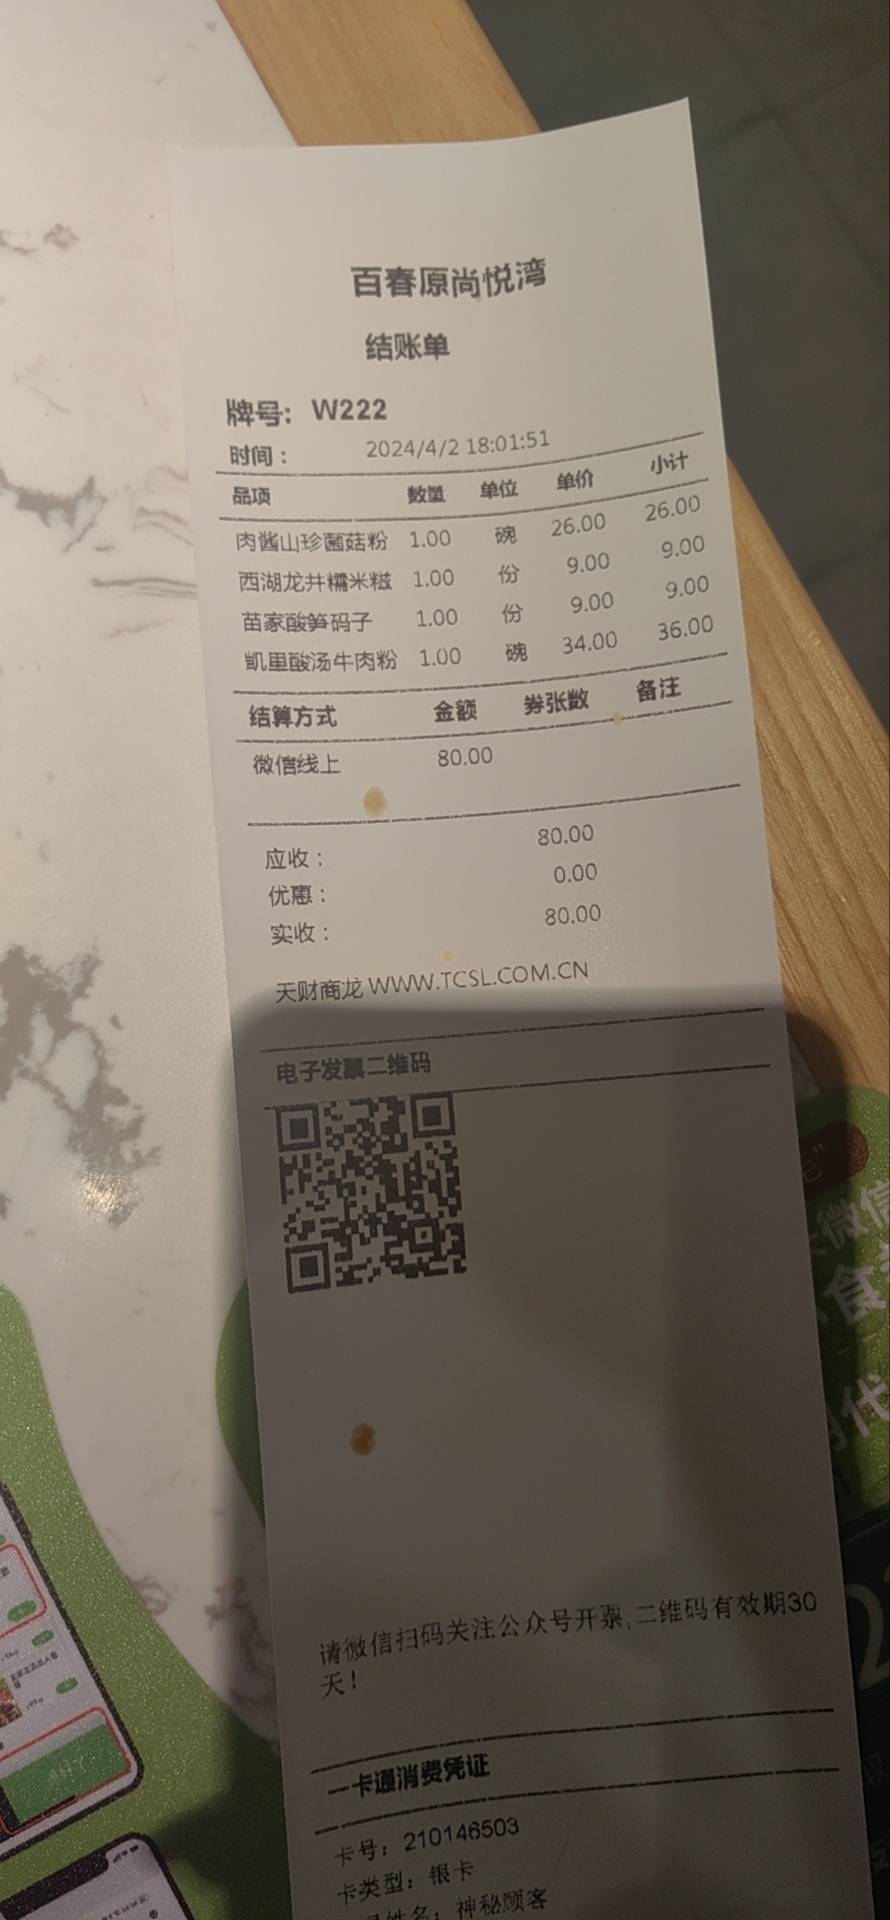 百春原尚悦湾
结账单
牌号： W222
时间： 2024/4/2 18:01:51
品项 数量 单位 单价 小计
肉酱山珍菌菇粉 1.00 碗 26.00 26.00
西湖龙井糯米糍 1.00 份 9.00 9.00
苗家酸笋码子 1.00 份 9.00 9.00
凯里酸汤牛肉粉 1.00 碗 34.00 36.00
结算方式 金额 券张数 备注
微信线上 80.00
应收： 80.00
优惠： 0.00
实收： 80.00
天财商龙 WWW.TCSL.COM.CN
电子发票二维码
请微信扫码关注公众号开票,二维码有效期30
天！
一卡通消费凭证
卡号：210146503
卡类型：银卡
姓名：神秘顾客
微信
食
代